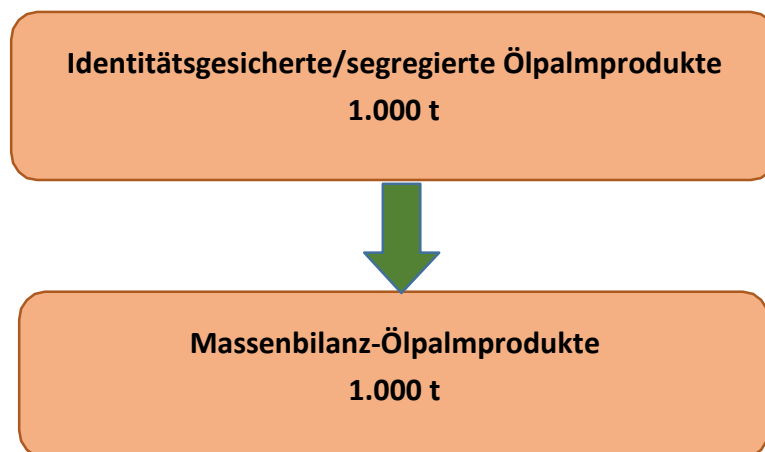 Identitätsgesicherte/segregierte Ölpalmprodukte
1.000 t
Massenbilanz-Ölpalmprodukte
1.000 t